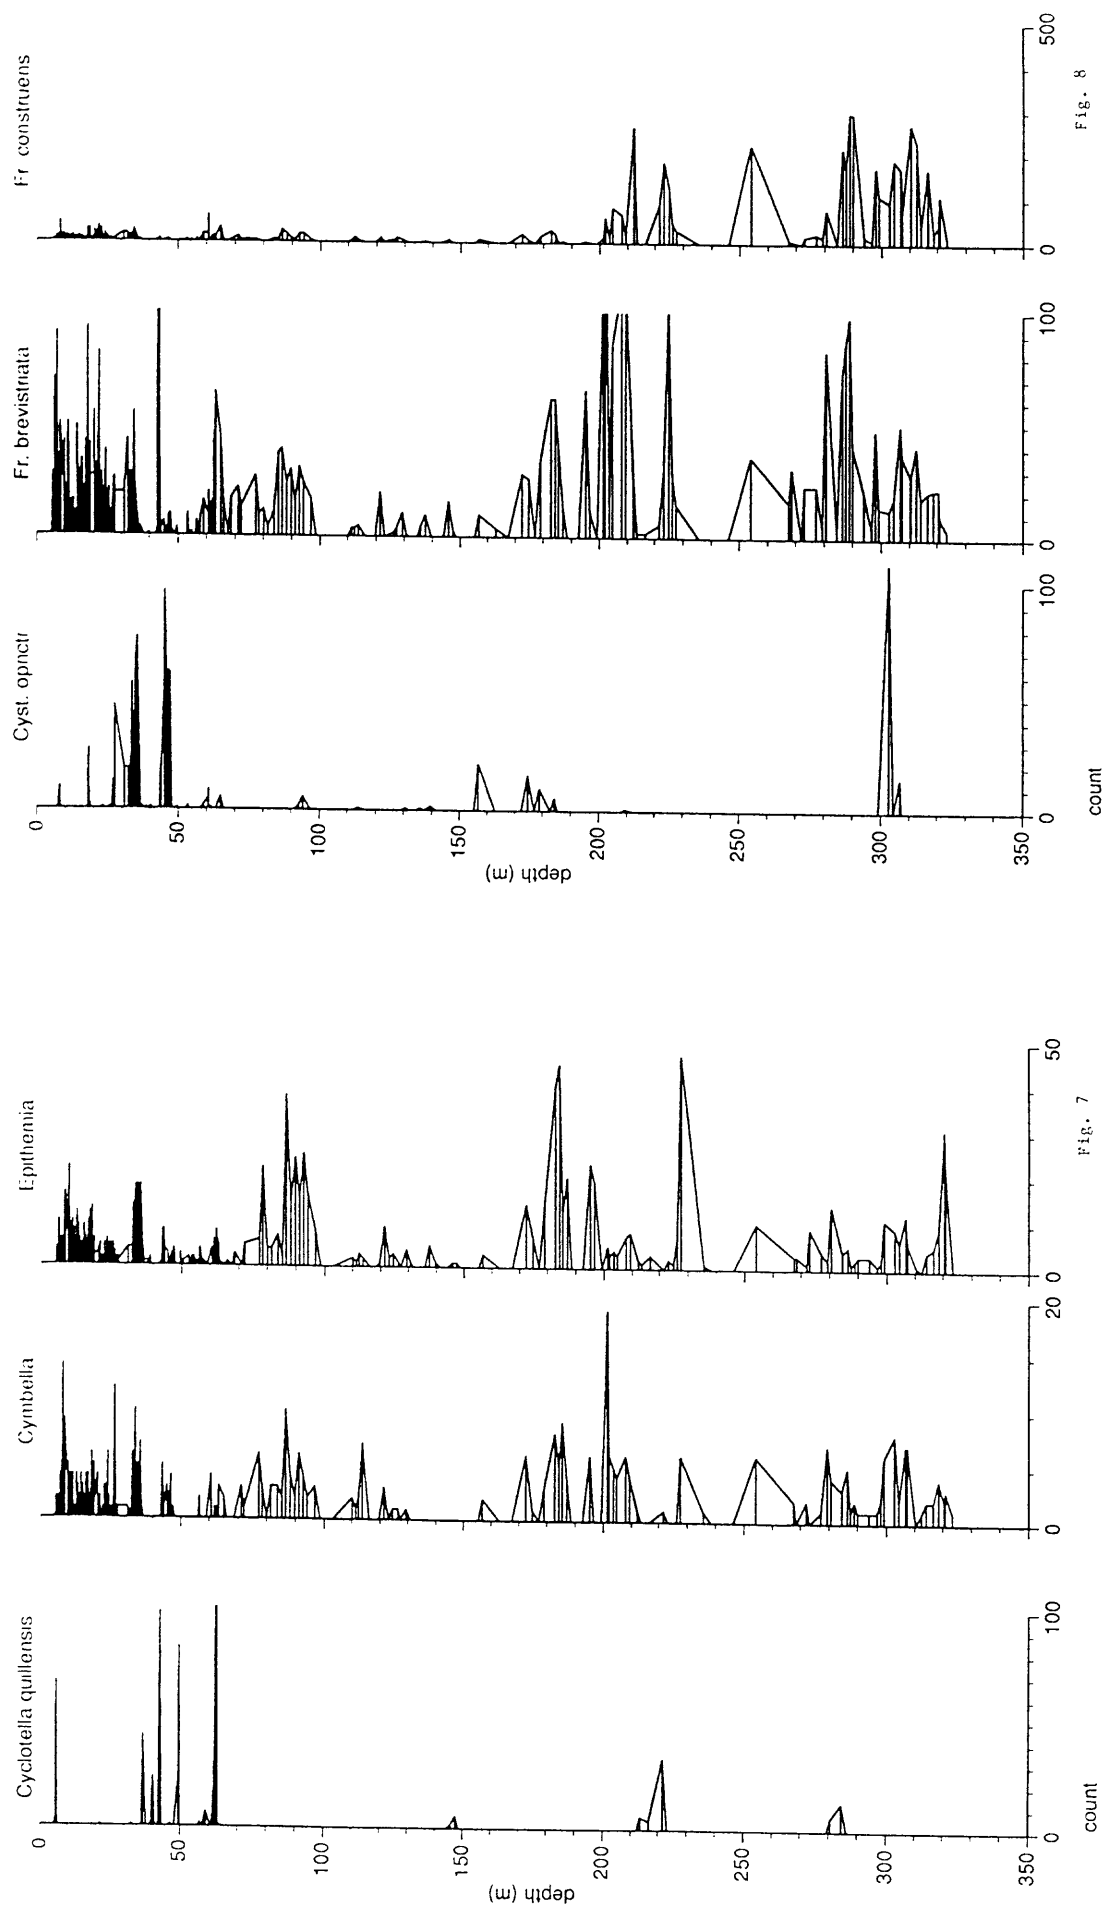 Cyclotella quillensis
Cymbella
Epithemia
0
50
100
150
200
250
300
350
depth (m)
0
100
0
20
0
50
count
Fig. 7
Cyst. opnctr
Fr. brevistriata
Fr construens
0
50
100
150
200
250
300
350
depth (m)
0
100
0
100
0
500
count
Fig. 8